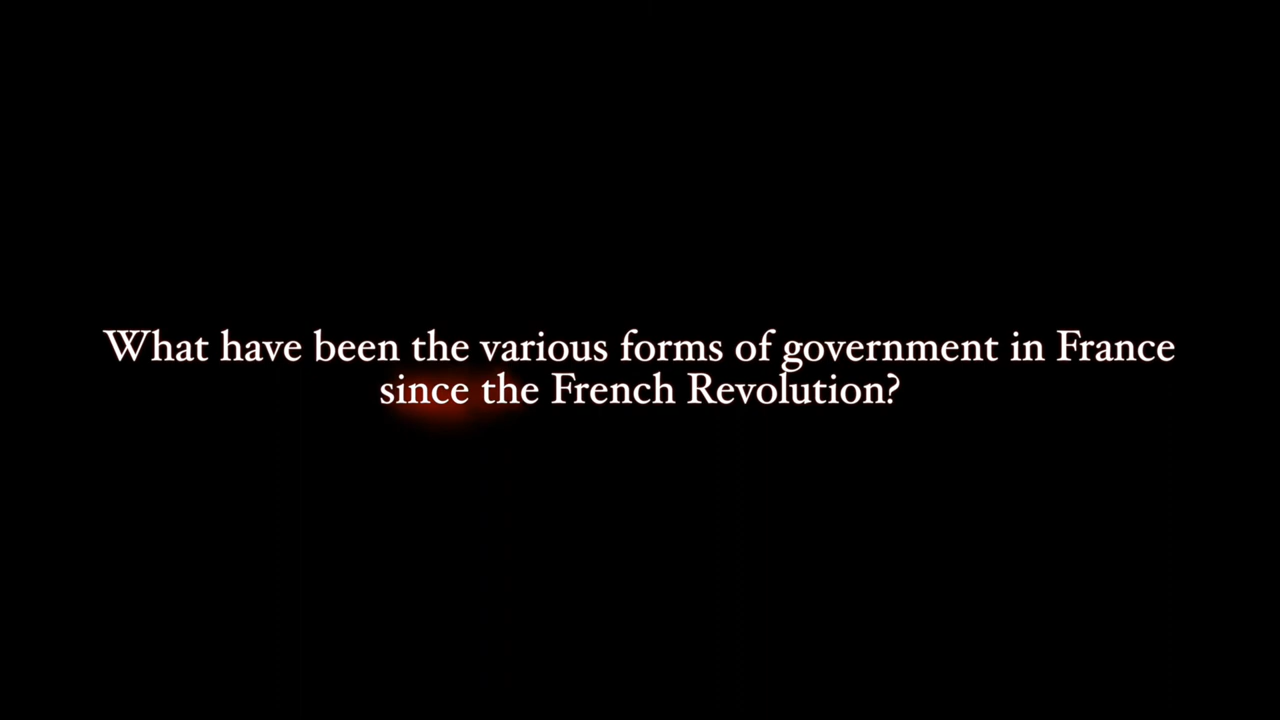 What have been the various forms of government in France
since the French Revolution?